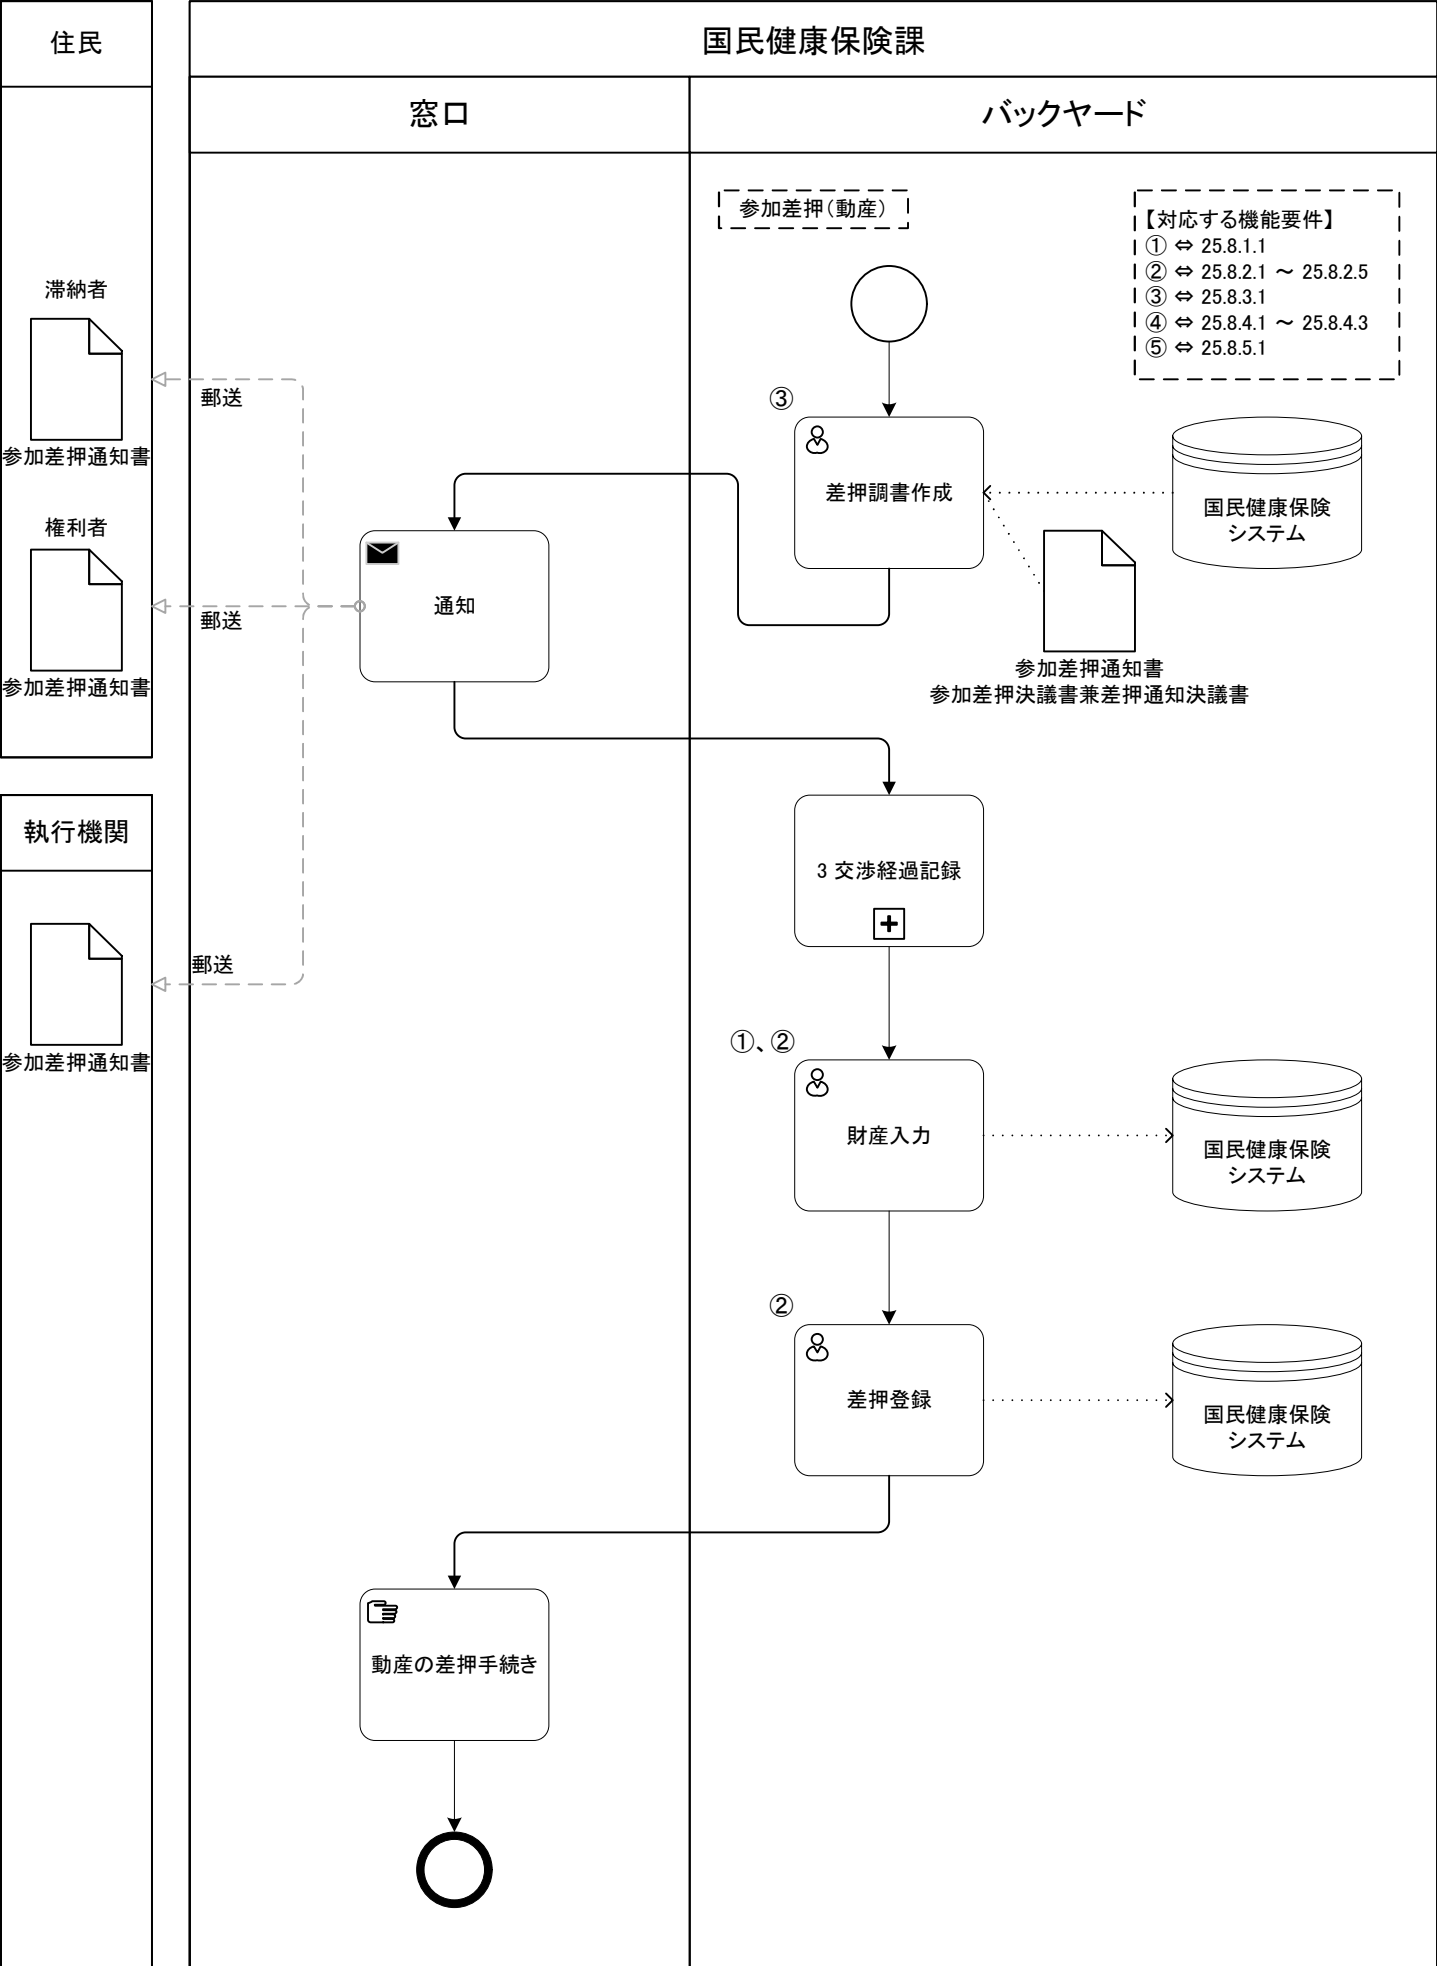 住民
国民健康保険課
窓口
バックヤード
参加差押（動産）
【対応する機能要件】
① ⇔ 25.8.1.1
② ⇔ 25.8.2.1 ～ 25.8.2.5
③ ⇔ 25.8.3.1
④ ⇔ 25.8.4.1 ～ 25.8.4.3
⑤ ⇔ 25.8.5.1
滞納者
参加差押通知書
郵送
③
差押調書作成
国民健康保険
システム
権利者
参加差押通知書
郵送
通知
参加差押通知書
参加差押決議書兼差押通知決議書
執行機関
3 交渉経過記録
郵送
参加差押通知書
①、②
財産入力
国民健康保険
システム
②
差押登録
国民健康保険
システム
動産の差押手続き